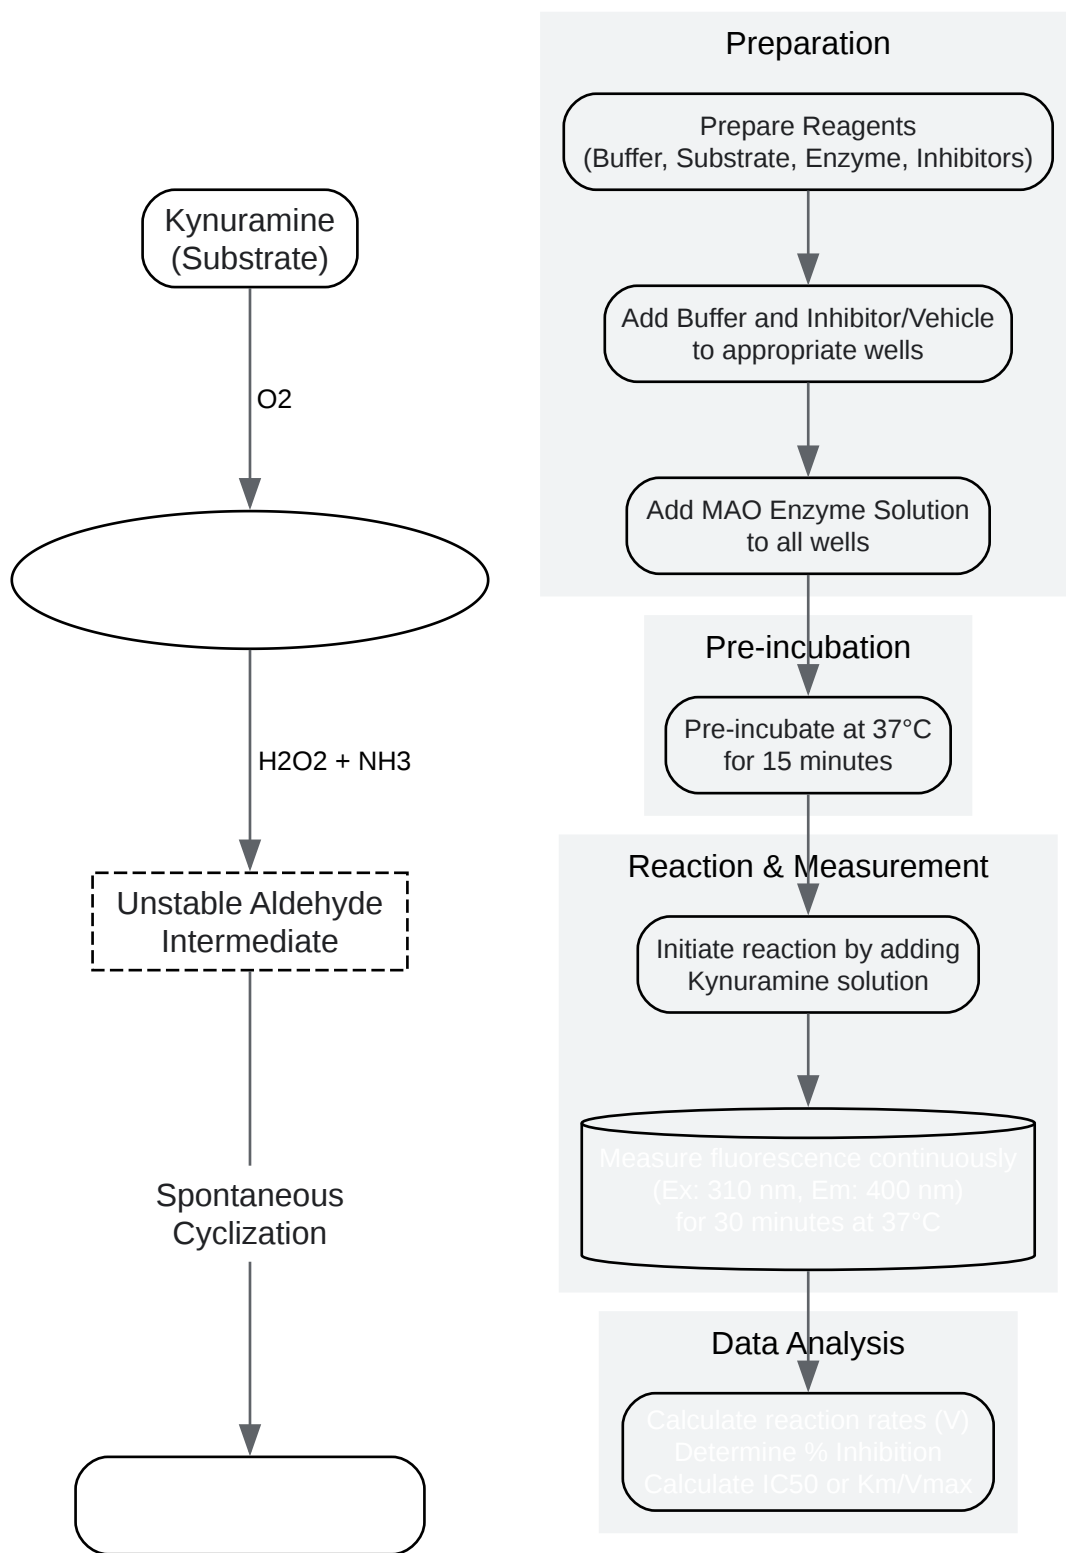 Kynuramine
(Substrate)
O2
H2O2 + NH3
Unstable Aldehyde
Intermediate
Spontaneous
Cyclization
Preparation
Prepare Reagents
(Buffer, Substrate, Enzyme, Inhibitors)
Add Buffer and Inhibitor/Vehicle
to appropriate wells
Add MAO Enzyme Solution
to all wells
Pre-incubation
Pre-incubate at 37°C
for 15 minutes
Reaction & Measurement
Initiate reaction by adding
Kynuramine solution
Measure fluorescence continuously
(Ex: 310 nm, Em: 400 nm)
for 30 minutes at 37°C
Data Analysis
Calculate reaction rates (V)
Determine % Inhibition
Calculate IC50 or Km/Vmax